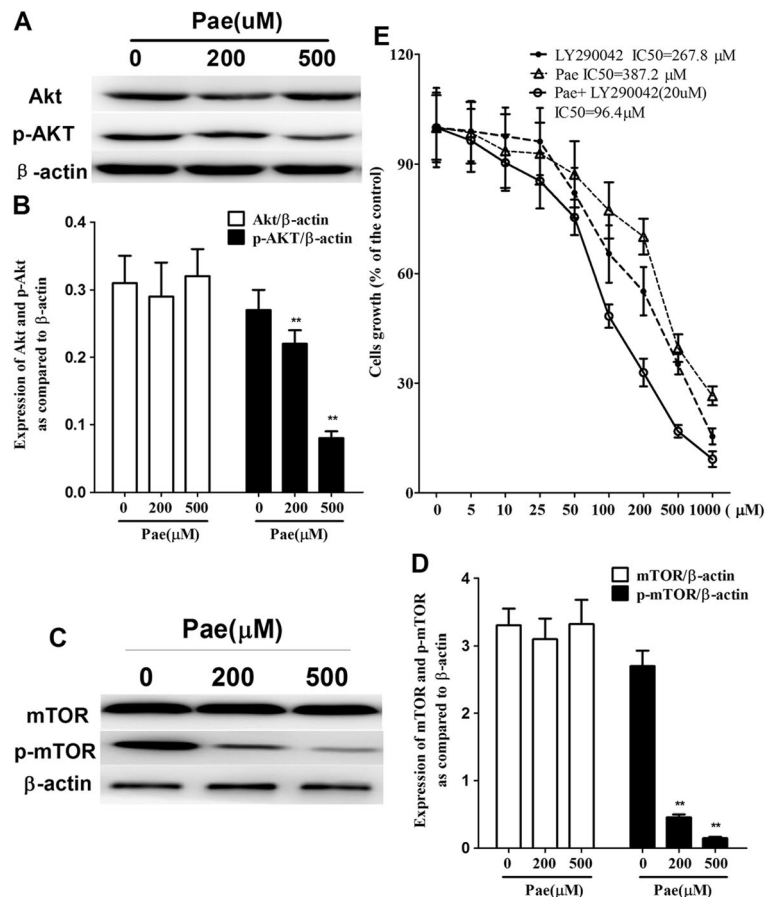 A
Pae(uM)
0 200 500
Akt
p-AKT
β-actin
B
Akt/β-actin
p-AKT/β-actin
Expression of Akt and p-Akt
as compared to β-actin
0.4
0.3
0.2
0.1
0.0
**
**
0 200 500 0 200 500
Pae(μM) Pae(μM)
E
LY290042 IC50=267.8 μM
Pae IC50=387.2 μM
Pae+ LY290042(20uM)
IC50=96.4μM
Cells growth (% of the control)
120
90
60
30
0
0 5 10 25 50 100 200 500 1000 ( μM)
C
Pae(μM)
0 200 500
mTOR
p-mTOR
β-actin
D
mTOR/β-actin
p-mTOR/β-actin
Expression of mTOR and p-mTOR
as compared to β-actin
4
3
2
1
0
**
**
0 200 500 0 200 500
Pae(μM) Pae(μM)